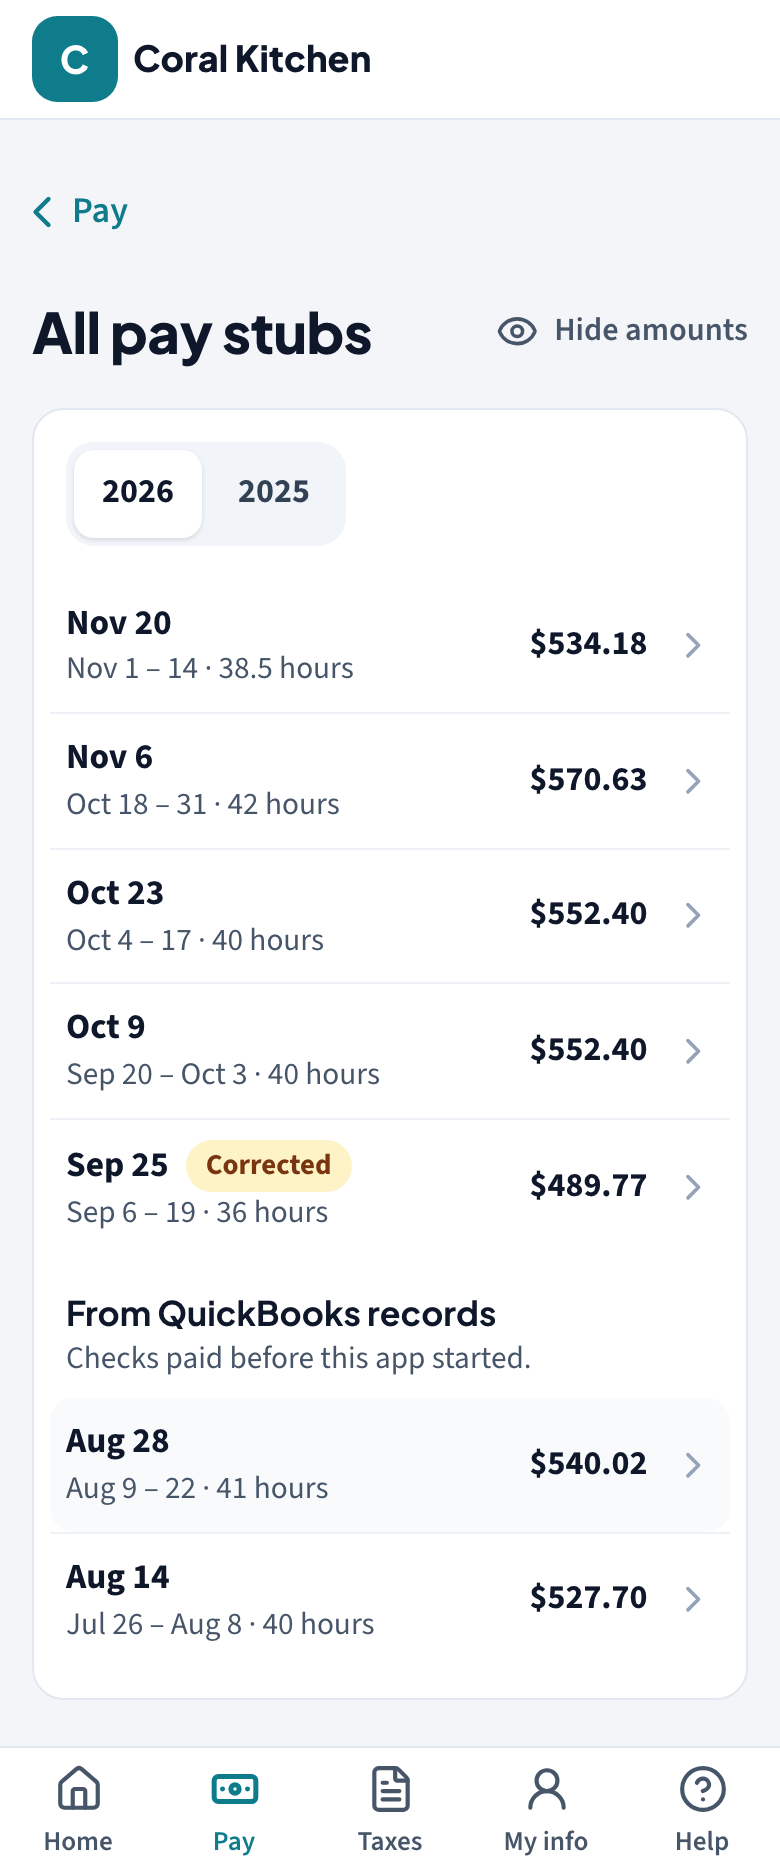 C
Coral Kitchen
Pay
All pay stubs
Hide amounts
2026
2025
Nov 20
Nov 1 – 14 · 38.5 hours
$534.18
Nov 6
Oct 18 – 31 · 42 hours
$570.63
Oct 23
Oct 4 – 17 · 40 hours
$552.40
Oct 9
Sep 20 – Oct 3 · 40 hours
$552.40
Sep 25
Corrected
Sep 6 – 19 · 36 hours
$489.77
From QuickBooks records
Checks paid before this app started.
Aug 28
Aug 9 – 22 · 41 hours
$540.02
Aug 14
Jul 26 – Aug 8 · 40 hours
$527.70
Home
Pay
Taxes
My info
Help